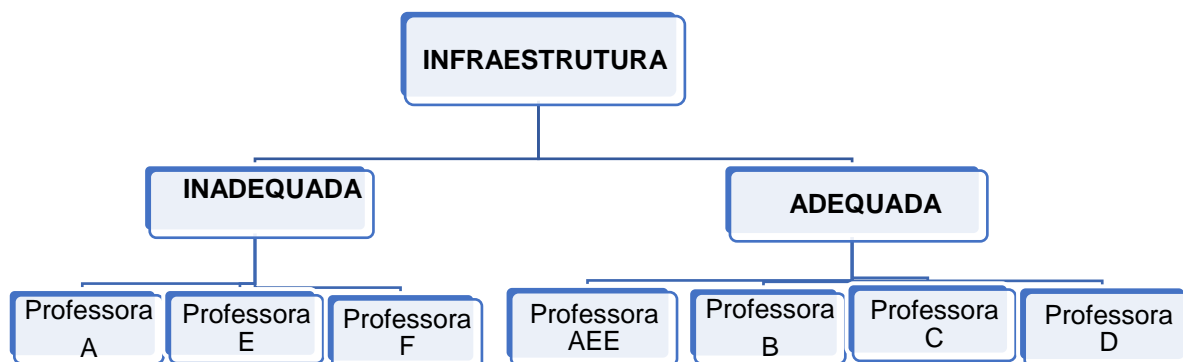 INFRAESTRUTURA
INADEQUADA
ADEQUADA
Professora
A
Professora
E
Professora
F
Professora
AEE
Professora
B
Professora
C
Professora
D